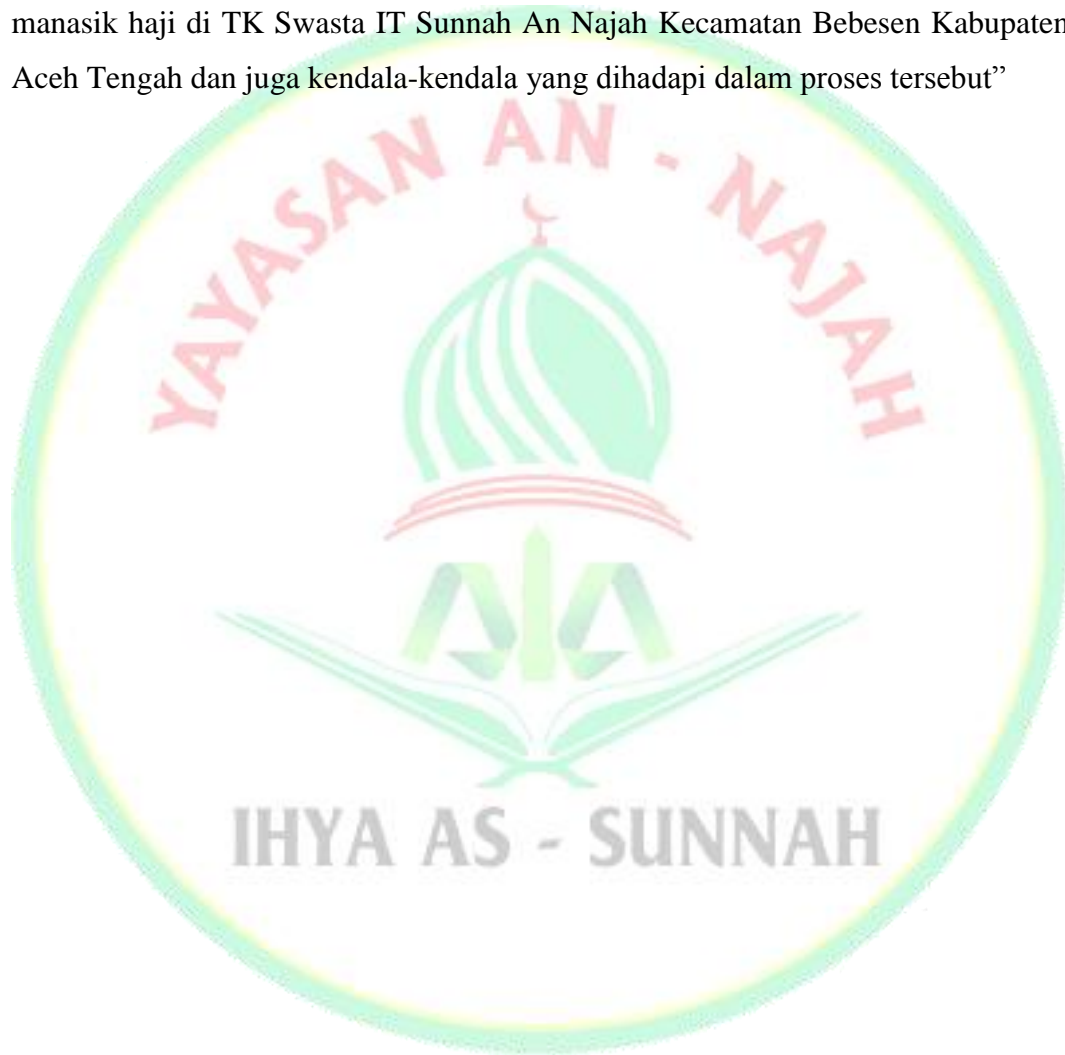 manasik haji di TK Swasta IT Sunnah An Najah Kecamatan Bebesen Kabupaten
Aceh Tengah dan juga kendala-kendala yang dihadapi dalam proses tersebut”
YAYASAN AN - NAJAH
IHYA AS - SUNNAH